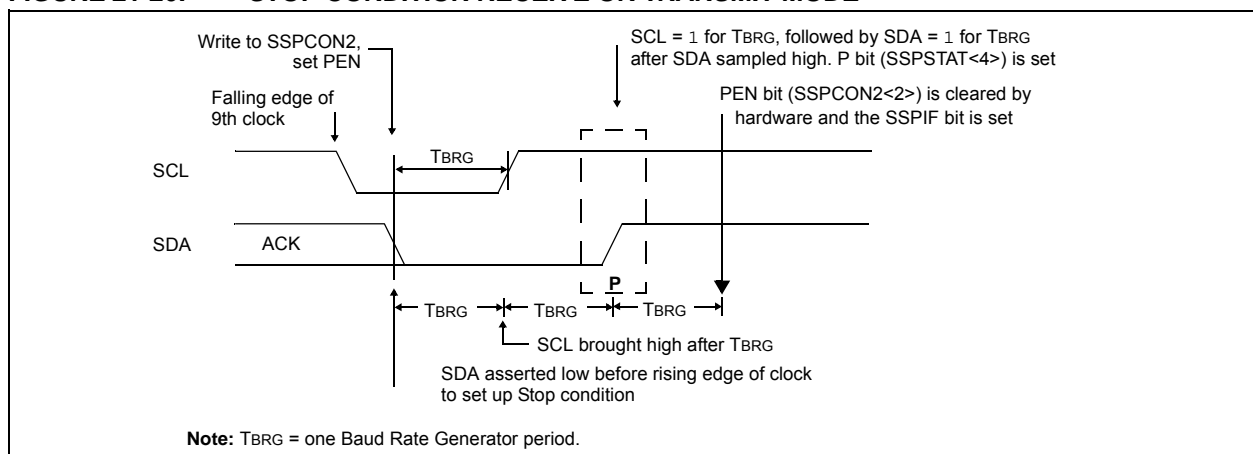 Write to SSPCON2,
set PEN
SCL = 1 for TBRG, followed by SDA = 1 for TBRG
after SDA sampled high. P bit (SSPSTAT<4>) is set
Falling edge of
9th clock
PEN bit (SSPCON2<2>) is cleared by
hardware and the SSPIF bit is set
TBRG
SCL
SDA
ACK
P
TBRG
TBRG
TBRG
SCL brought high after TBRG
SDA asserted low before rising edge of clock
to set up Stop condition
Note: TBRG = one Baud Rate Generator period.